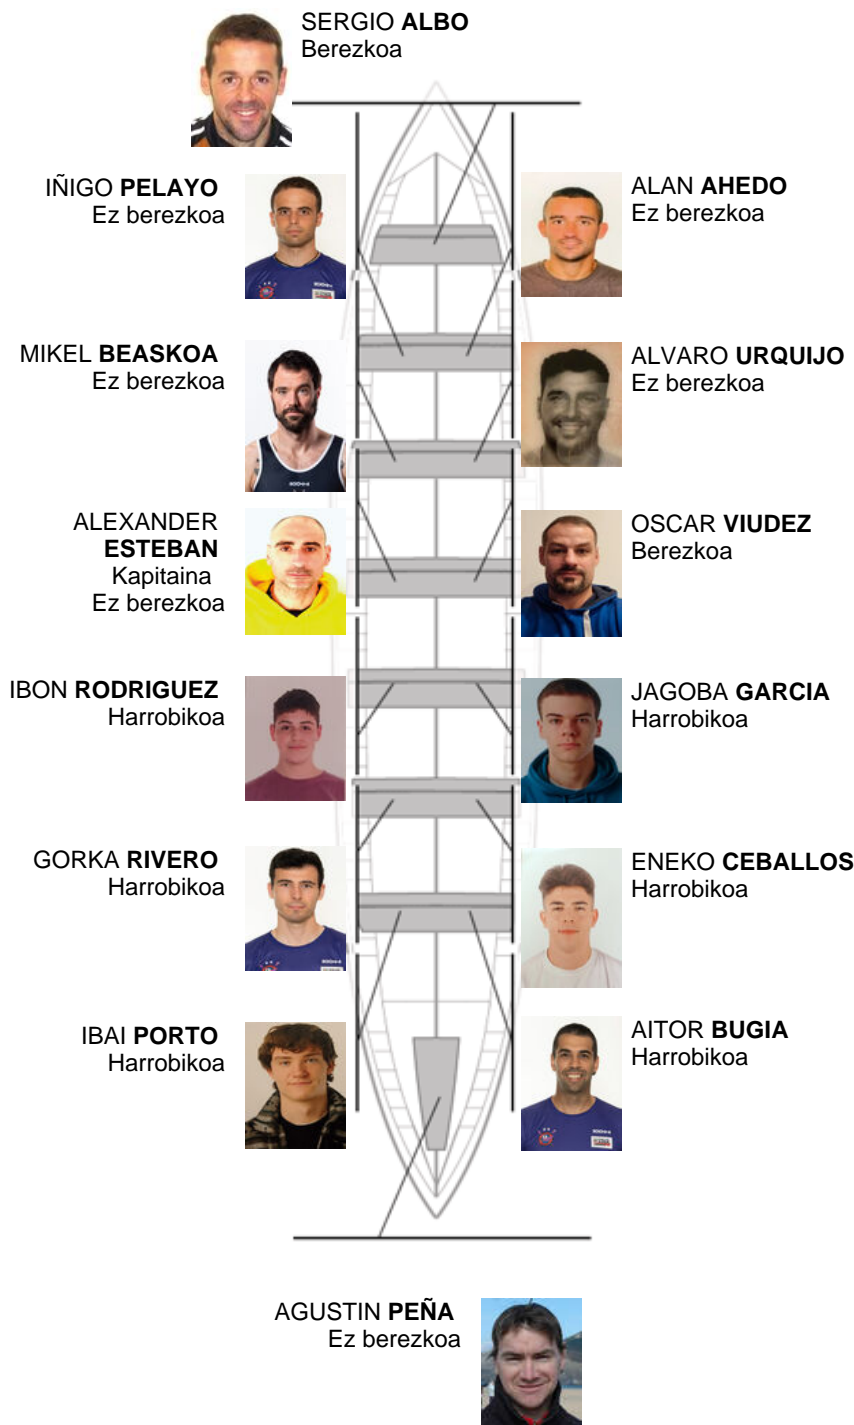 SERGIO ALBO
Berezkoa
IÑIGO PELAYO
Ez berezkoa
ALAN AHEDO
Ez berezkoa
MIKEL BEASKOA
Ez berezkoa
ALVARO URQUIJO
Ez berezkoa
ALEXANDER
ESTEBAN
Kapitaina
Ez berezkoa
OSCAR VIUDEZ
Berezkoa
IBON RODRIGUEZ
Harrobikoa
JAGOBA GARCIA
Harrobikoa
GORKA RIVERO
Harrobikoa
ENEKO CEBALLOS
Harrobikoa
IBAI PORTO
Harrobikoa
AITOR BUGIA
Harrobikoa
AGUSTIN PEÑA
Ez berezkoa